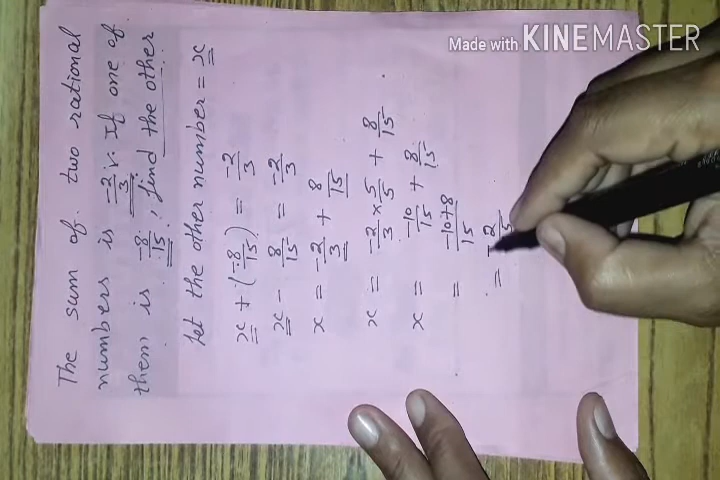 Made with KINEMASTER
The sum of two rational
numbers is -2/3. If one of
them is -8/15, find the other
let the other number = x
x + (-8/15) = -2/3
x - 8/15 = -2/3
x = -2/3 + 8/15
x = -2/3 × 5/5 + 8/15
x = -10/15 + 8/15
= -10+8/15
= -2